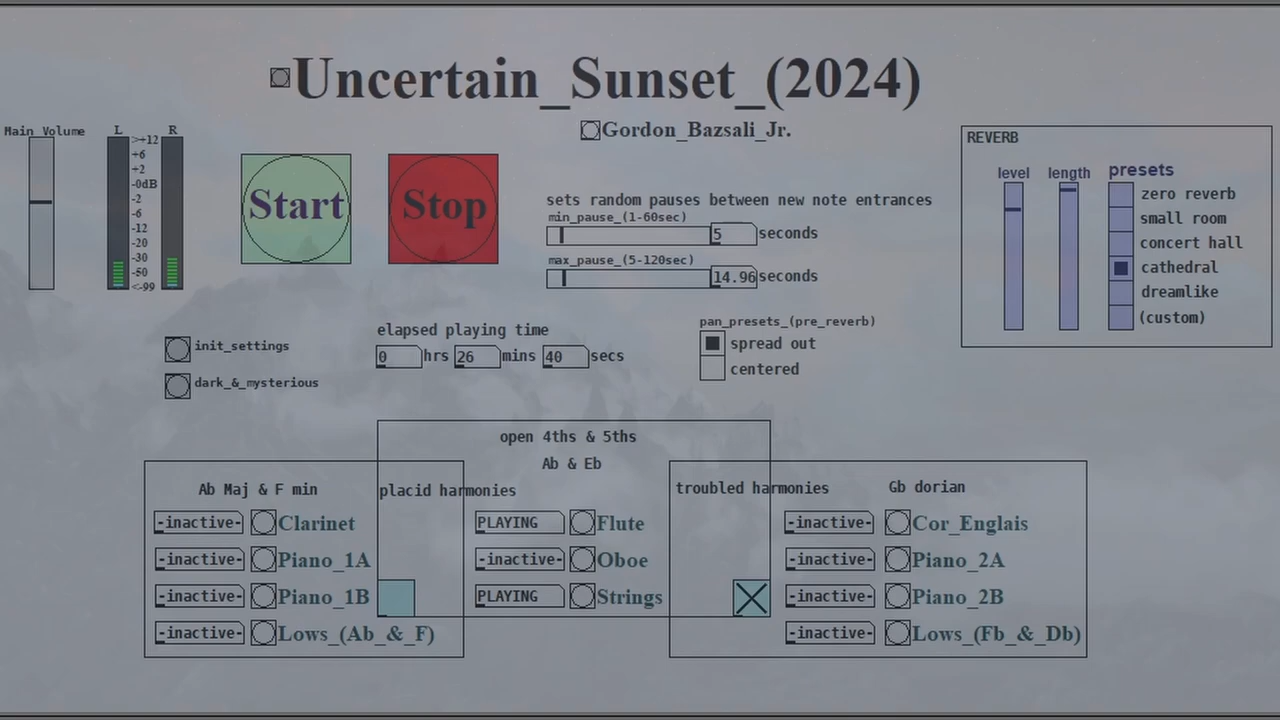 Uncertain_Sunset_(2024)
Gordon_Bazsali_Jr.
Main Volume
L
R
>+12
+6
+2
-0dB
-2
-6
-12
-20
-30
-50
<-99
Start
Stop
sets random pauses between new note entrances
min_pause_(1-60sec)
5
seconds
max_pause_(5-120sec)
14.96
seconds
REVERB
level
length
presets
zero reverb
small room
concert hall
cathedral
dreamlike
(custom)
init_settings
dark_&_mysterious
elapsed playing time
0 hrs 26 mins 40 secs
pan_presets_(pre_reverb)
spread out
centered
open 4ths & 5ths
Ab & Eb
Ab Maj & F min
placid harmonies
troubled harmonies
Gb dorian
-inactive- Clarinet
-inactive- Piano_1A
-inactive- Piano_1B
-inactive- Lows_(Ab_&_F)
PLAYING Flute
-inactive- Oboe
PLAYING Strings
-inactive- Cor_Englais
-inactive- Piano_2A
-inactive- Piano_2B
-inactive- Lows_(Fb_&_Db)